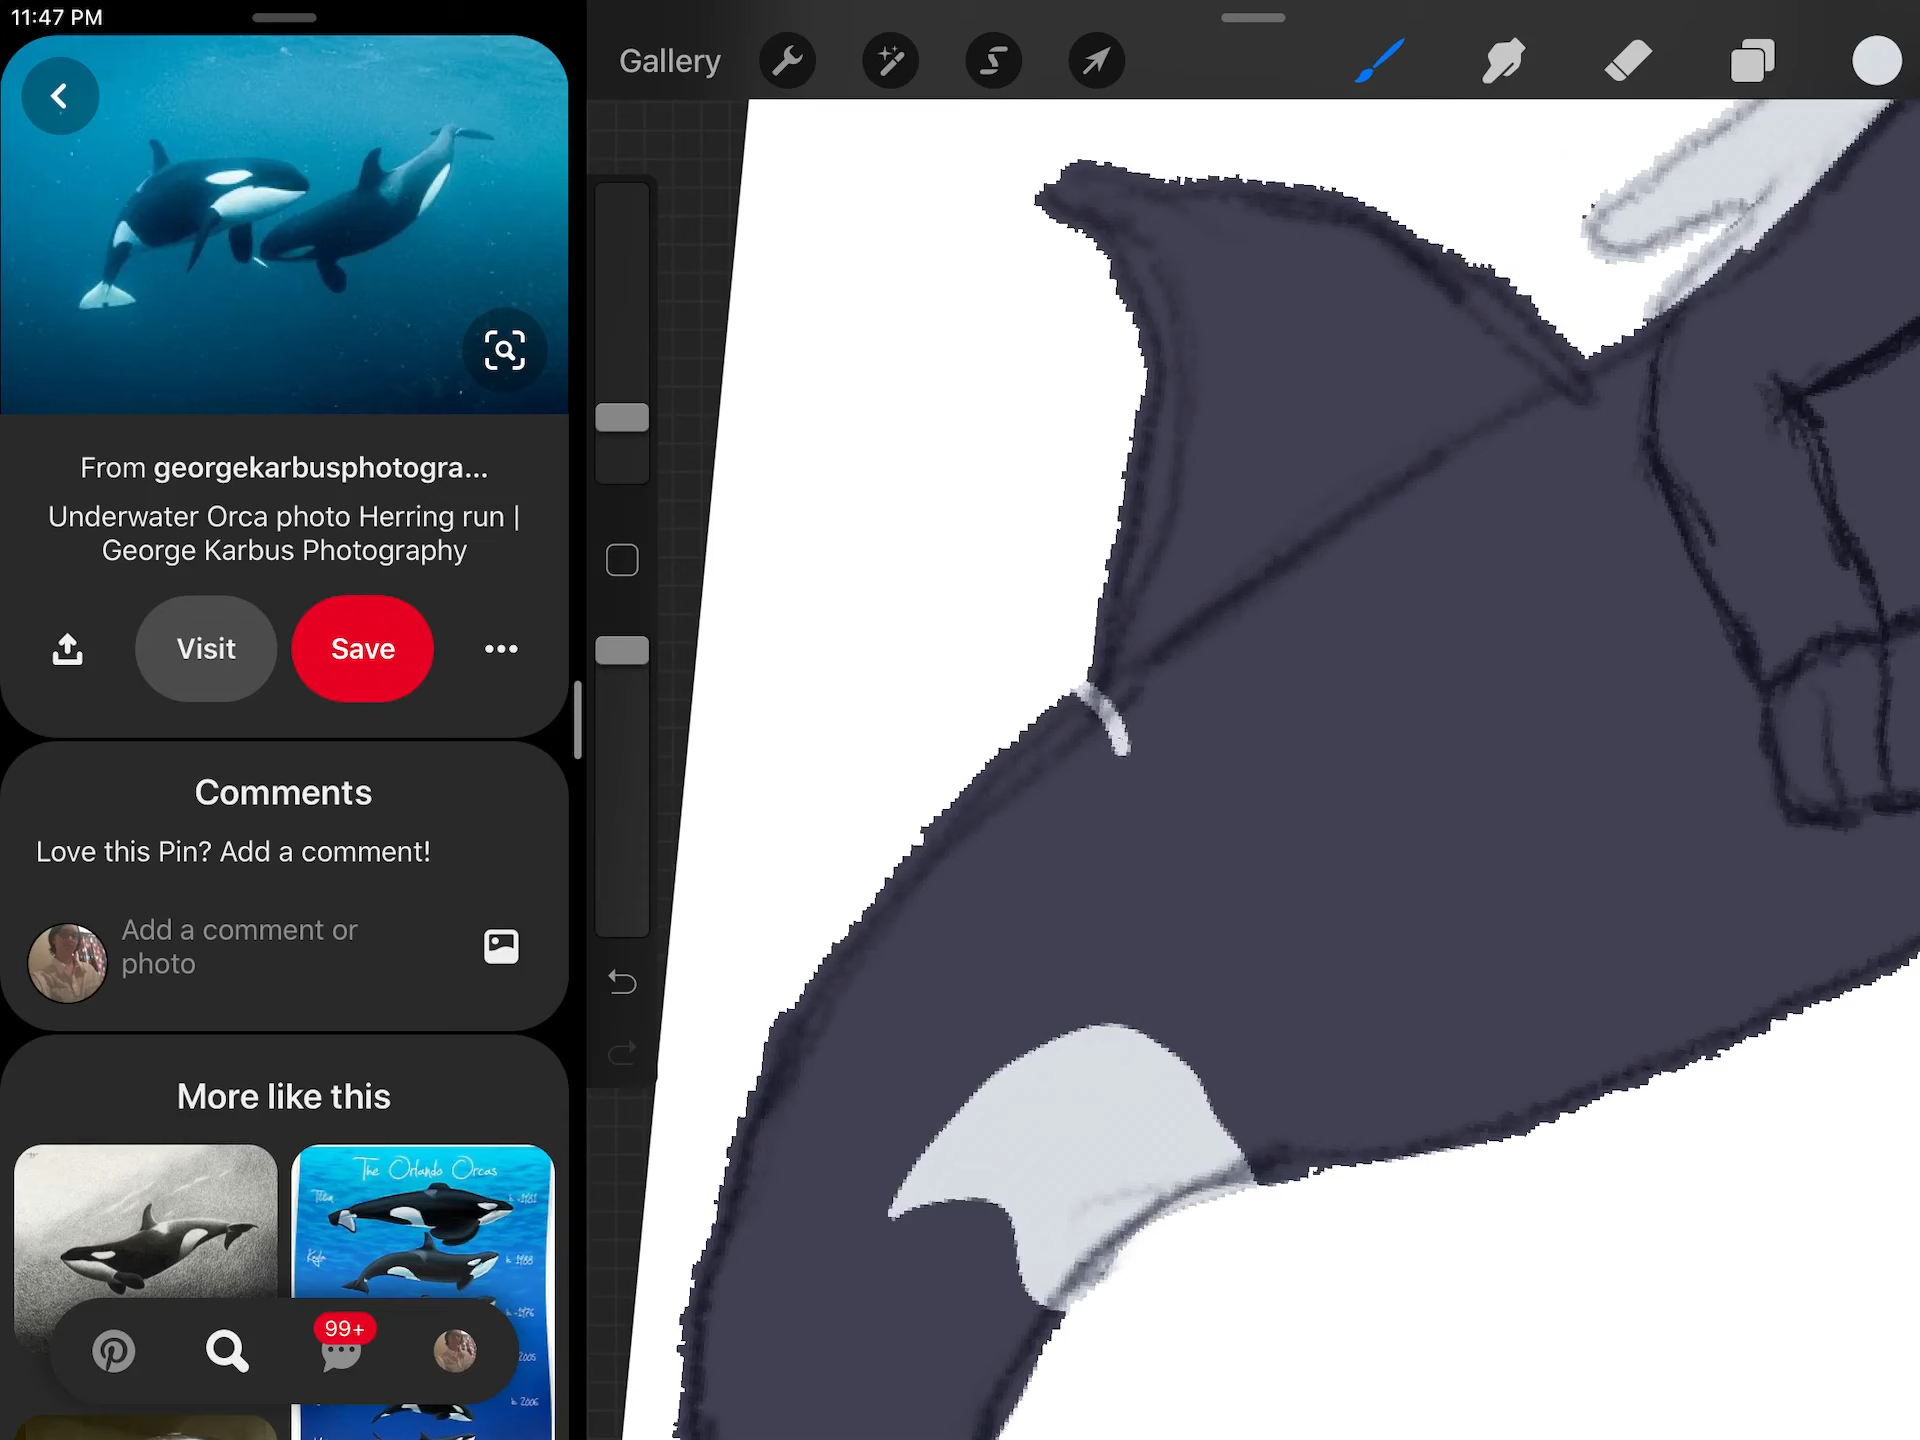 11:47 PM
Gallery
From georgekarbusphotogra...
Underwater Orca photo Herring run |
George Karbus Photography
Visit
Save
Comments
Love this Pin? Add a comment!
Add a comment or
photo
More like this
The Orlando Orcas
99+